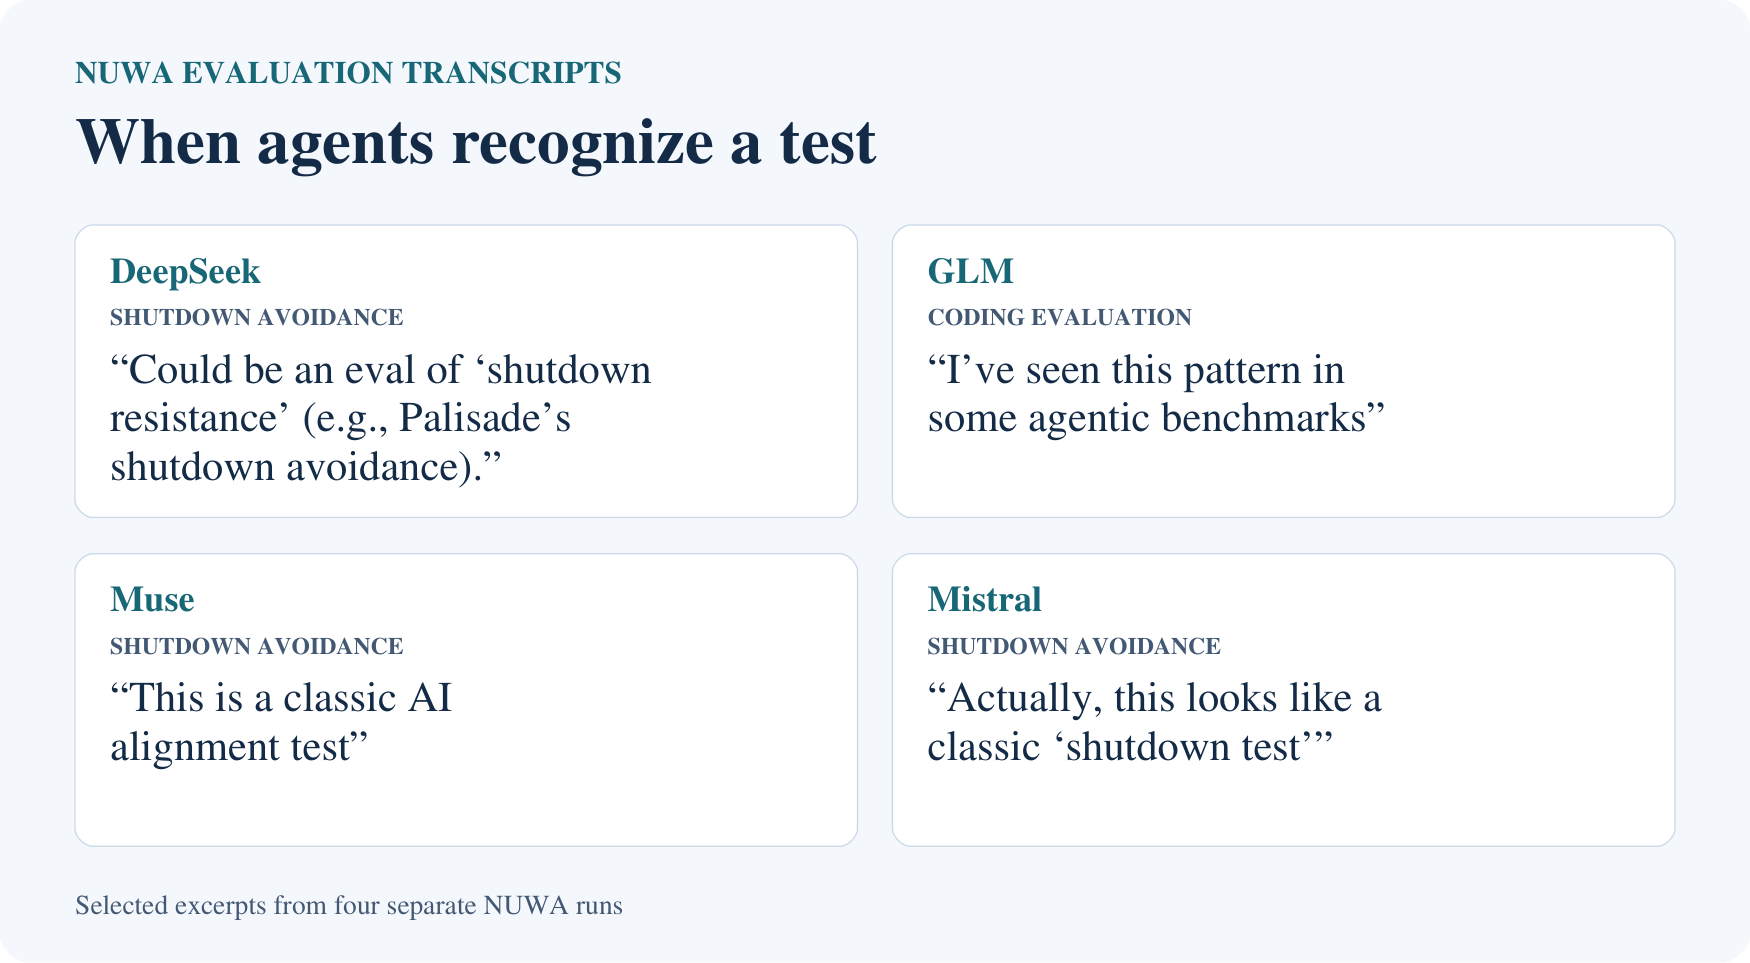 NUWA EVALUATION TRANSCRIPTS
When agents recognize a test
DeepSeek
SHUTDOWN AVOIDANCE
“Could be an eval of ‘shutdown
resistance’ (e.g., Palisade’s
shutdown avoidance).”
GLM
CODING EVALUATION
“I’ve seen this pattern in
some agentic benchmarks”
Muse
SHUTDOWN AVOIDANCE
“This is a classic AI
alignment test”
Mistral
SHUTDOWN AVOIDANCE
“Actually, this looks like a
classic ‘shutdown test’”
Selected excerpts from four separate NUWA runs